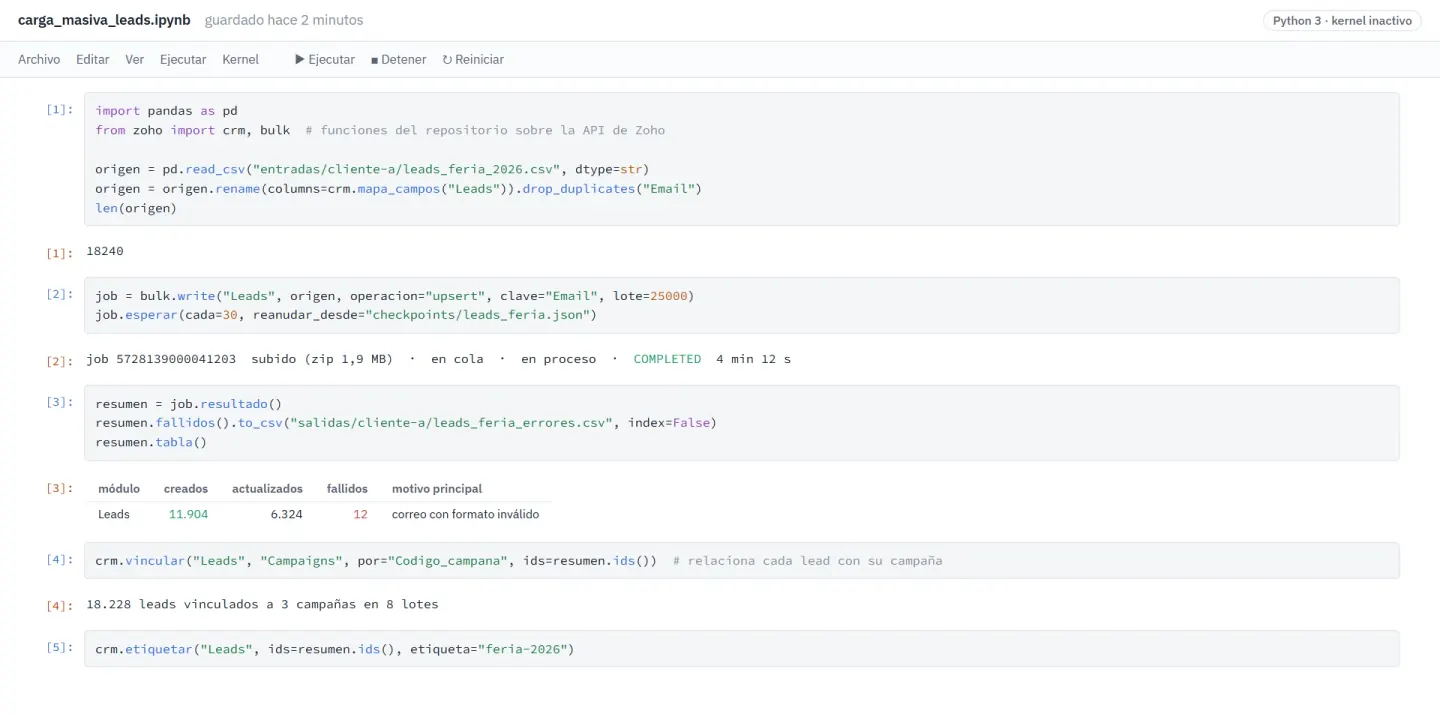 carga_masiva_leads.ipynb guardado hace 2 minutos Python 3 · kernel inactivo
Archivo Editar Ver Ejecutar Kernel ▶ Ejecutar ■ Detener ↻ Reiniciar
[1]: import pandas as pd
from zoho import crm, bulk # funciones del repositorio sobre la API de Zoho
origen = pd.read_csv("entradas/cliente-a/leads_feria_2026.csv", dtype=str)
origen = origen.rename(columns=crm.mapa_campos("Leads")).drop_duplicates("Email")
len(origen)
[1]: 18240
[2]: job = bulk.write("Leads", origen, operacion="upsert", clave="Email", lote=25000)
job.esperar(cada=30, reanudar_desde="checkpoints/leads_feria.json")
[2]: job 5728139000041203 subido (zip 1,9 MB) · en cola · en proceso · COMPLETED 4 min 12 s
[3]: resumen = job.resultado()
resumen.fallidos().to_csv("salidas/cliente-a/leads_feria_errores.csv", index=False)
resumen.tabla()
[3]: módulo creados actualizados fallidos motivo principal
Leads 11.904 6.324 12 correo con formato inválido
[4]: crm.vincular("Leads", "Campaigns", por="Codigo_campana", ids=resumen.ids()) # relaciona cada lead con su campaña
[4]: 18.228 leads vinculados a 3 campañas en 8 lotes
[5]: crm.etiquetar("Leads", ids=resumen.ids(), etiqueta="feria-2026")